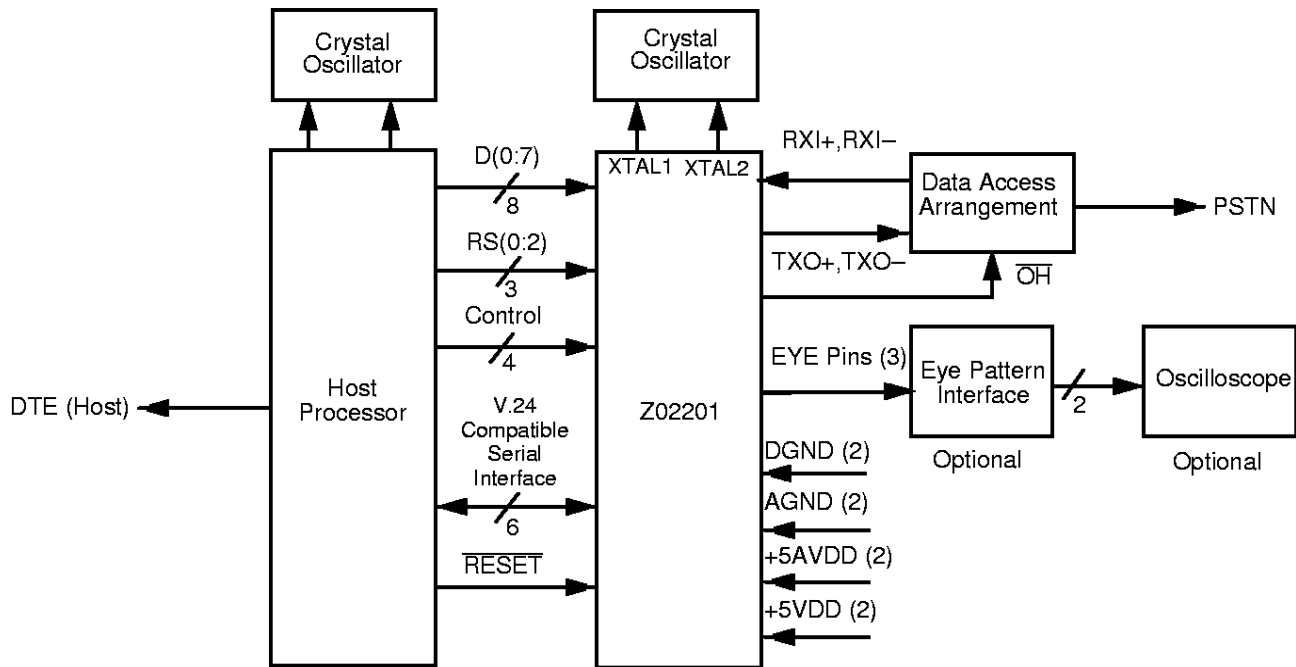 Crystal
Oscillator
Crystal
Oscillator
D(0:7)
8
RS(0:2)
3
Control
4
V.24
Compatible
Serial
Interface
6
RESET
DTE (Host)
Host
Processor
XTAL1 XTAL2
Z02201
RXI+,RXI–
TXO+,TXO–
OH
Data Access
Arrangement
PSTN
EYE Pins (3)
Eye Pattern
Interface
Optional
2
Oscilloscope
Optional
DGND (2)
AGND (2)
+5AVDD (2)
+5VDD (2)